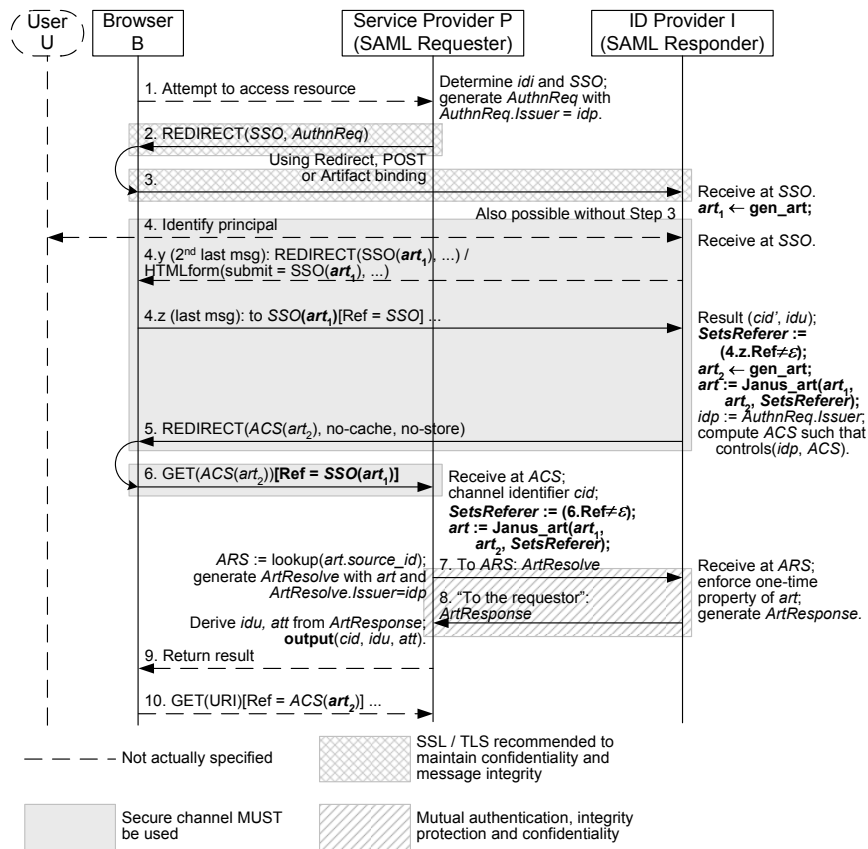 User
U
Browser
B
Service Provider P
(SAML Requester)
ID Provider I
(SAML Responder)
1. Attempt to access resource
Determine idi and SSO;
generate AuthnReq with
AuthnReq.Issuer = idp.
2. REDIRECT(SSO, AuthnReq)
Using Redirect, POST
or Artifact binding
3.
Receive at SSO.
art₁ ← gen_art;
Also possible without Step 3
4. Identify principal
Receive at SSO.
4.y (2nd last msg): REDIRECT(SSO(art₁), ...) /
HTMLform(submit = SSO(art₁), ...)
4.z (last msg): to SSO(art₁)[Ref = SSO] ...
Result (cid’, idu);
SetsReferer :=
(4.z.Ref≠ε);
art₂ ← gen_art;
art := Janus_art(art₁,
art₂, SetsReferer);
idp := AuthnReq.Issuer;
compute ACS such that
controls(idp, ACS).
5. REDIRECT(ACS(art₂), no-cache, no-store)
6. GET(ACS(art₂))[Ref = SSO(art₁)]
Receive at ACS;
channel identifier cid;
SetsReferer := (6.Ref≠ε);
art := Janus_art(art₁,
art₂, SetsReferer);
ARS := lookup(art.source_id);
generate ArtResolve with art and
ArtResolve.Issuer=idp
7. To ARS: ArtResolve
Receive at ARS;
enforce one-time
property of art;
generate ArtResponse.
8. “To the requestor”:
ArtResponse
Derive idu, att from ArtResponse;
output(cid, idu, att).
9. Return result
10. GET(URI)[Ref = ACS(art₂)] ...
Not actually specified
SSL / TLS recommended to
maintain confidentiality and
message integrity
Secure channel MUST
be used
Mutual authentication, integrity
protection and confidentiality